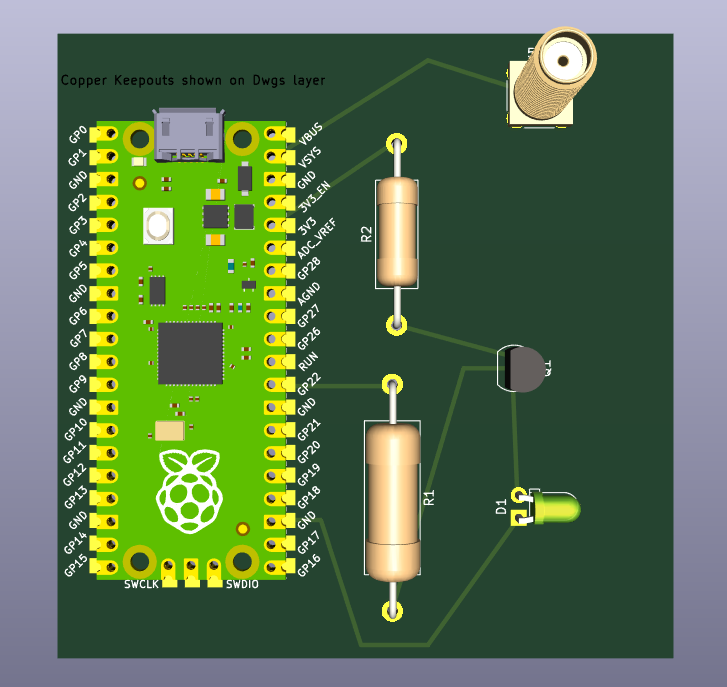 Copper Keepouts shown on Dwgs layer
GP0
GP1
GND
GP2
GP3
GP4
GP5
GND
GP6
GP7
GP8
GP9
GND
GP10
GP11
GP12
GP13
GND
GP14
GP15
VBUS
VSYS
GND
3V3_EN
3V3
ADC_VREF
GP28
AGND
GP27
GP26
RUN
GP22
GND
GP21
GP20
GP19
GP18
GND
GP17
GP16
SWCLK
SWDIO
R2
R1
Q1
D1